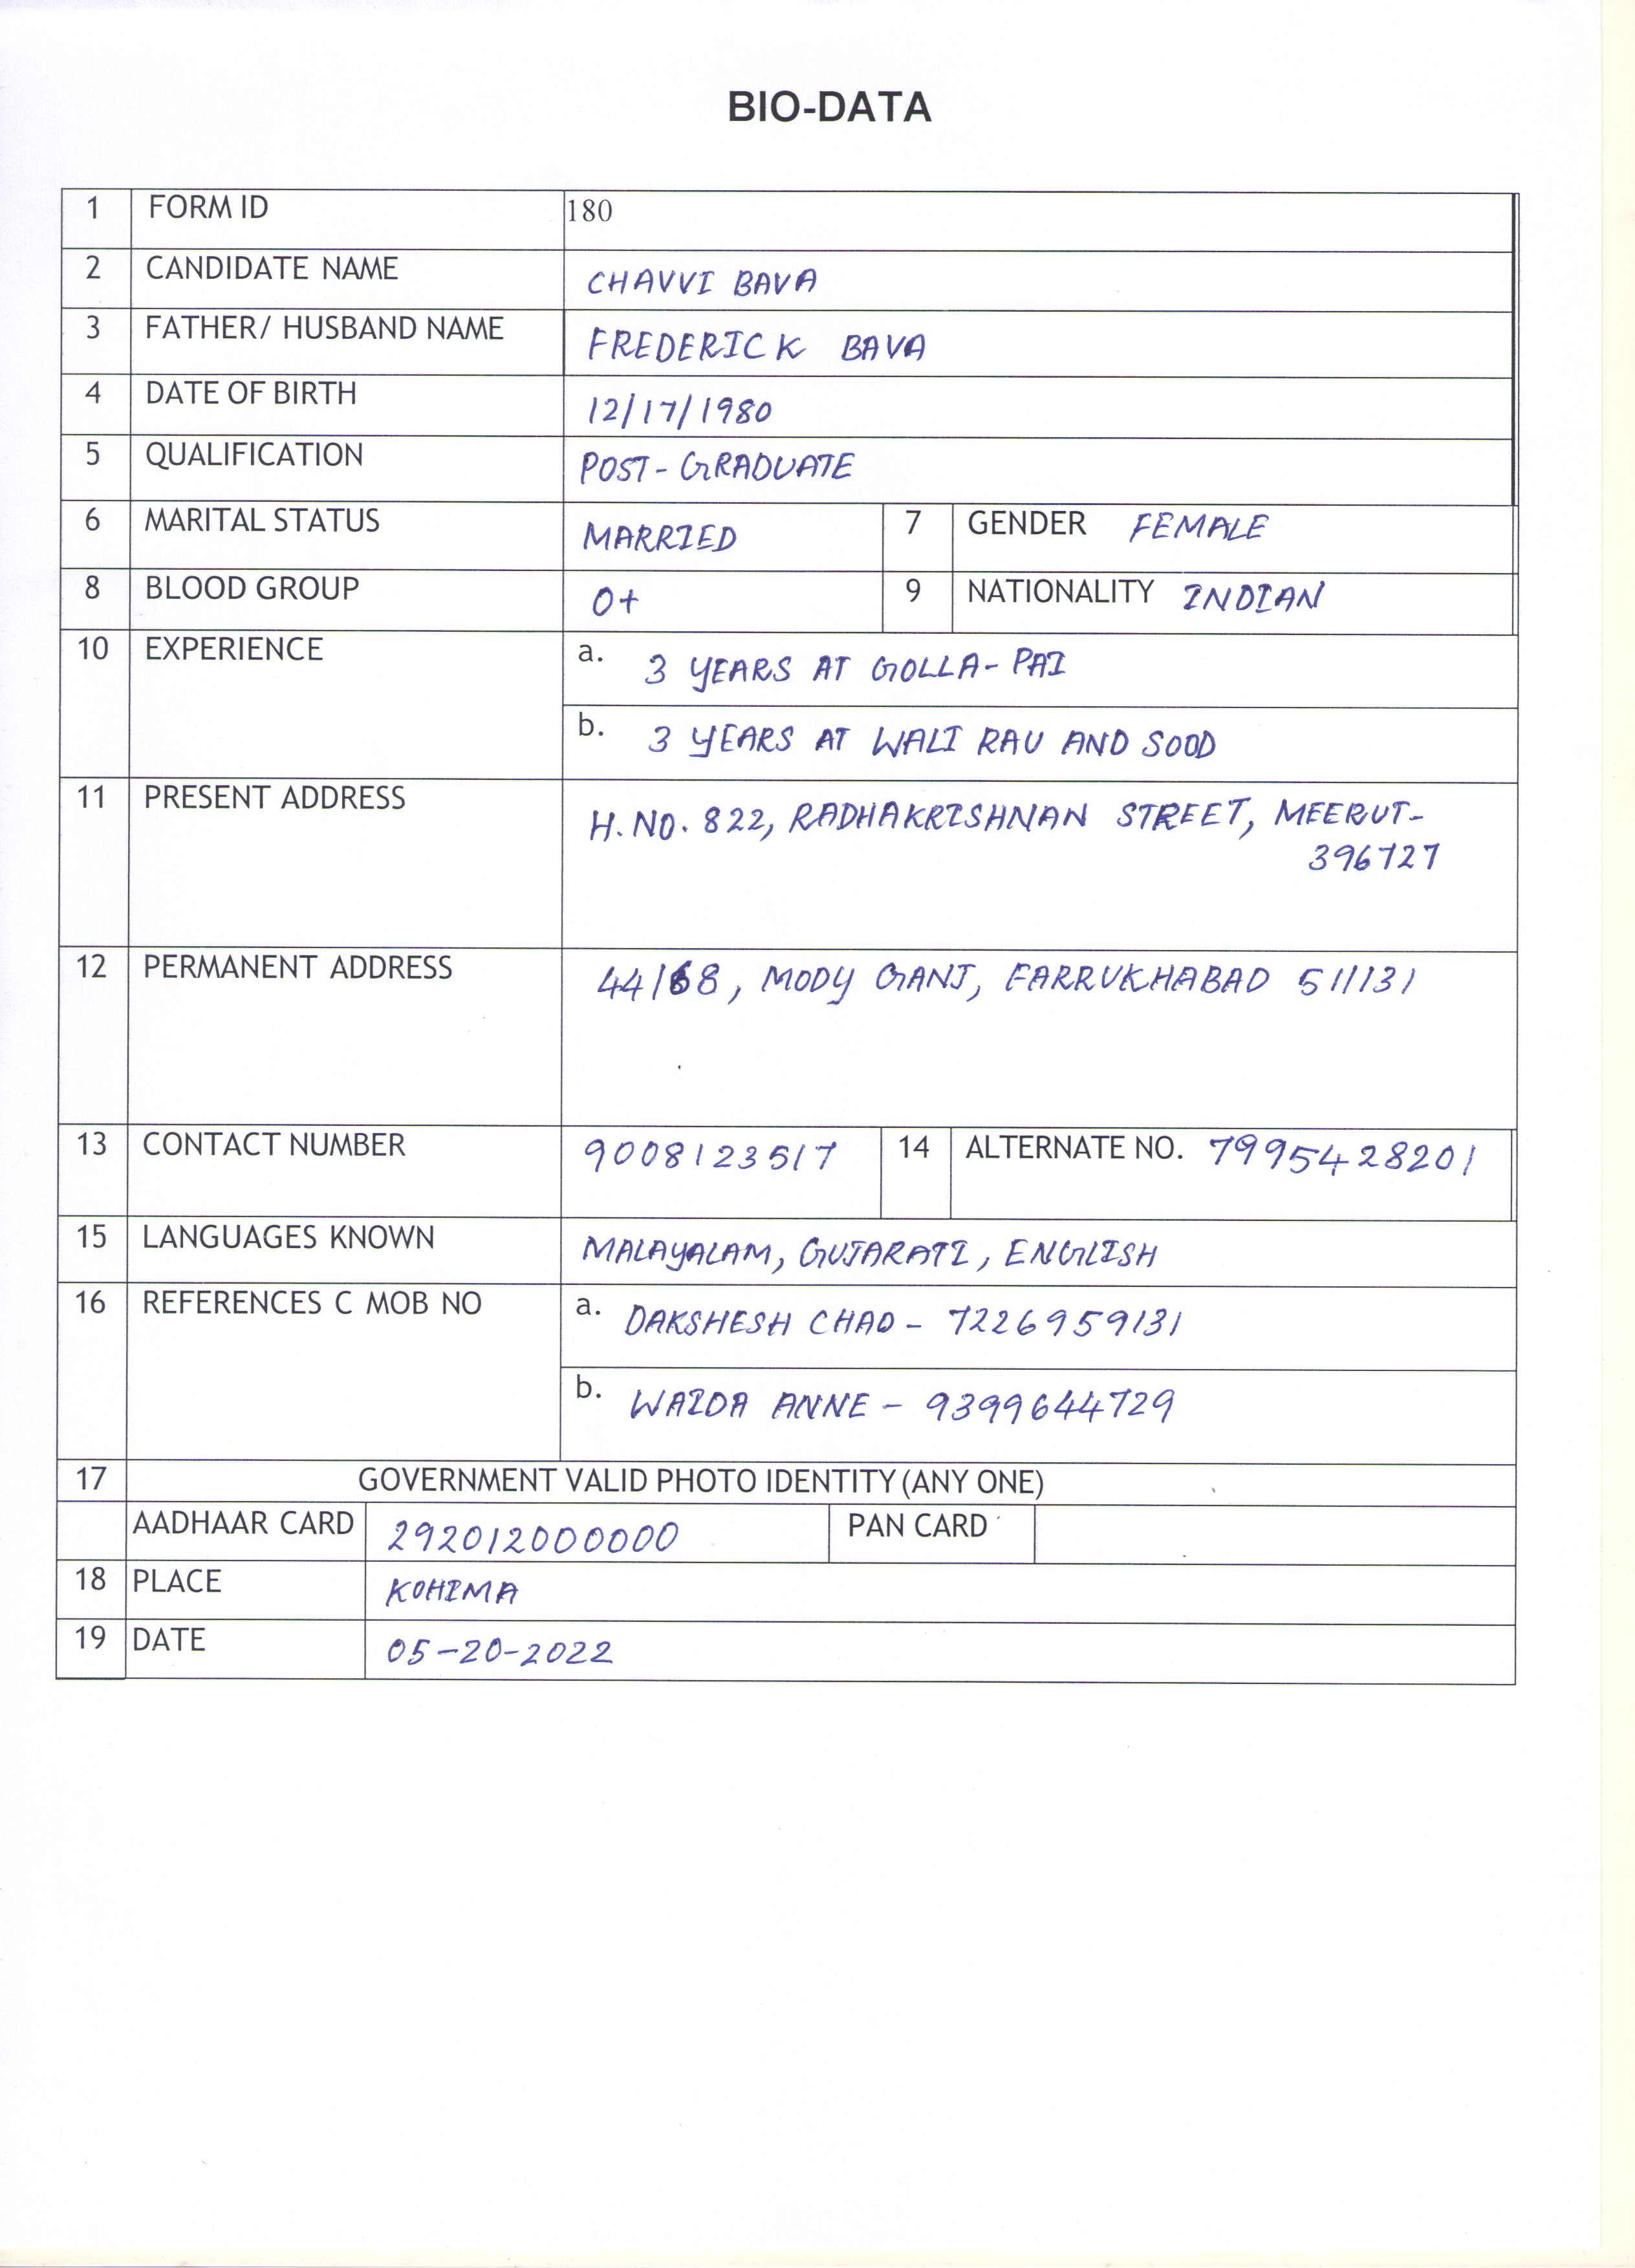 BIO-DATA
1 FORM ID 180
2 CANDIDATE NAME CHAVVI BAVA
3 FATHER/ HUSBAND NAME FREDERICK BAVA
4 DATE OF BIRTH 12/17/1980
5 QUALIFICATION POST-GRADUATE
6 MARITAL STATUS MARRIED 7 GENDER FEMALE
8 BLOOD GROUP O+ 9 NATIONALITY INDIAN
10 EXPERIENCE a. 3 YEARS AT GOLLA-PAI
b. 3 YEARS AT WALI RAU AND SOOD
11 PRESENT ADDRESS H.NO. 822, RADHAKRISHNAN STREET, MEERUT-
396727
12 PERMANENT ADDRESS 44/68, MODY GANJ, FARRUKHABAD 511131
13 CONTACT NUMBER 9008123517 14 ALTERNATE NO. 7995428201
15 LANGUAGES KNOWN MALAYALAM, GUJARATI, ENGLISH
16 REFERENCES C MOB NO a. DAKSHESH CHAD - 7226959131
b. WAIDA ANNE - 9399644729
17 GOVERNMENT VALID PHOTO IDENTITY (ANY ONE)
AADHAAR CARD 292012000000 PAN CARD
18 PLACE KOHIMA
19 DATE 05-20-2022